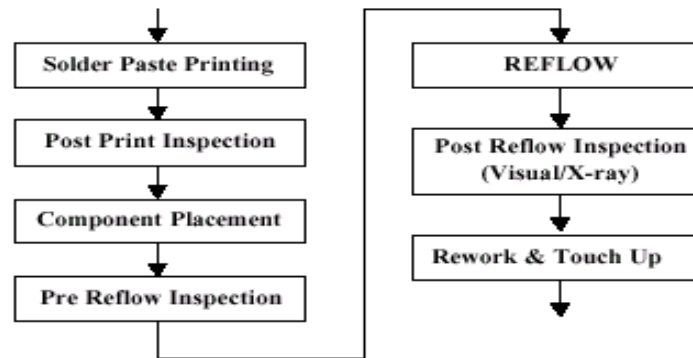 Solder Paste Printing
Post Print Inspection
Component Placement
Pre Reflow Inspection
REFLOW
Post Reflow Inspection
(Visual/X-ray)
Rework & Touch Up